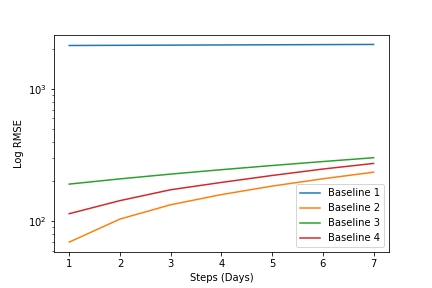 Log RMSE
10³
10²
1 2 3 4 5 6 7
Steps (Days)
Baseline 1
Baseline 2
Baseline 3
Baseline 4